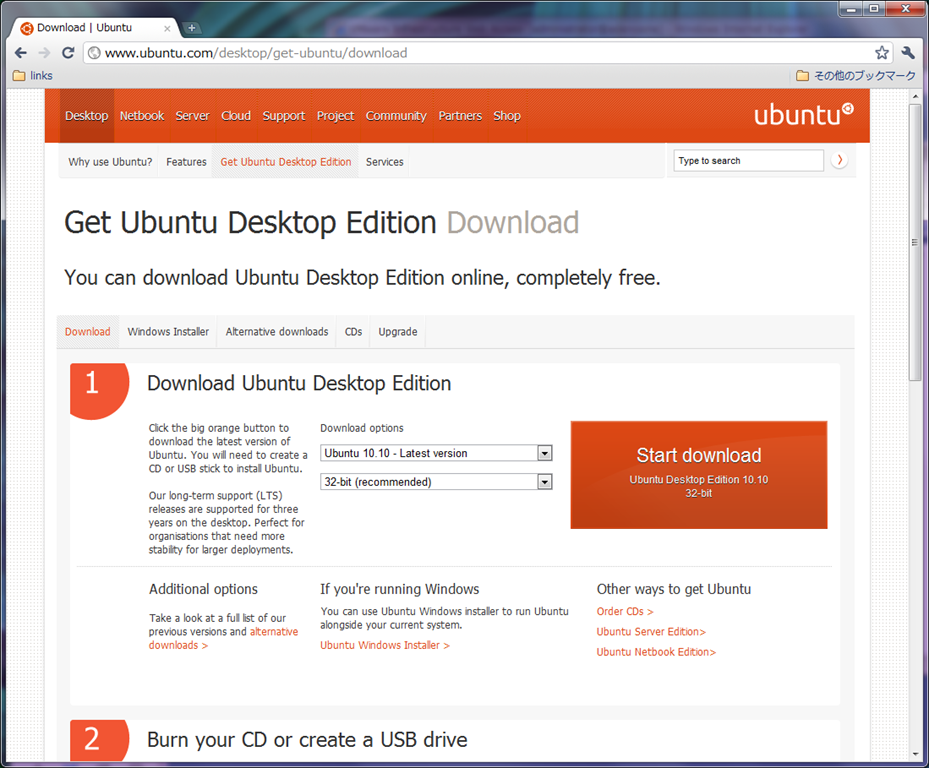 Download | Ubuntu
www.ubuntu.com/desktop/get-ubuntu/download
links
その他のブックマーク
Desktop Netbook Server Cloud Support Project Community Partners Shop
ubuntu
Why use Ubuntu? Features Get Ubuntu Desktop Edition Services
Type to search
Get Ubuntu Desktop Edition Download
You can download Ubuntu Desktop Edition online, completely free.
Download Windows Installer Alternative downloads CDs Upgrade
1
Download Ubuntu Desktop Edition
Click the big orange button to
download the latest version of
Ubuntu. You will need to create a
CD or USB stick to install Ubuntu.
Our long-term support (LTS)
releases are supported for three
years on the desktop. Perfect for
organisations that need more
stability for larger deployments.
Download options
Ubuntu 10.10 - Latest version
32-bit (recommended)
Start download
Ubuntu Desktop Edition 10.10
32-bit
Additional options
Take a look at a full list of our
previous versions and alternative
downloads >
If you're running Windows
You can use Ubuntu Windows installer to run Ubuntu
alongside your current system.
Ubuntu Windows Installer >
Other ways to get Ubuntu
Order CDs >
Ubuntu Server Edition>
Ubuntu Netbook Edition>
2
Burn your CD or create a USB drive